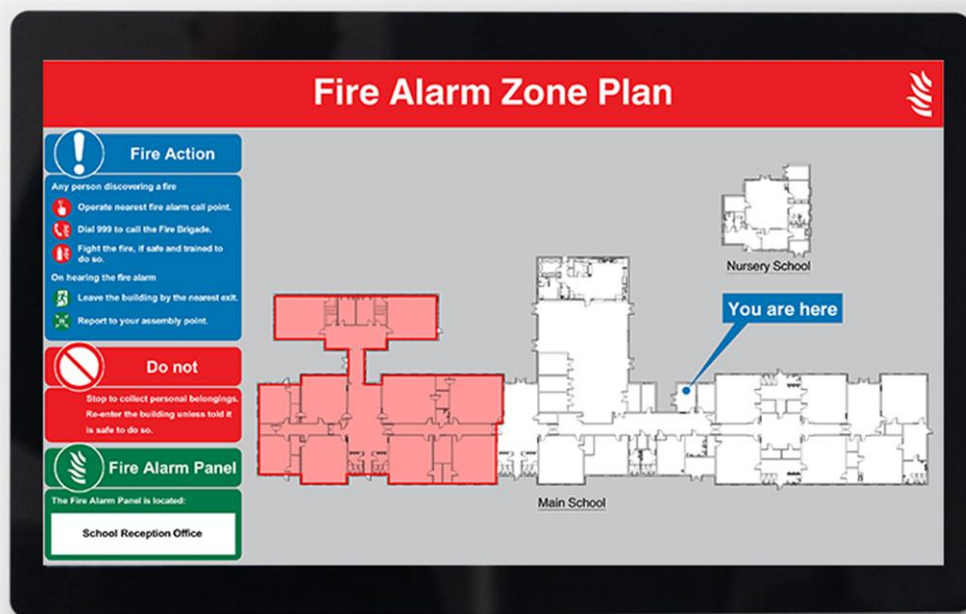 Fire Alarm Zone Plan
Fire Action
Any person discovering a fire
Operate nearest fire alarm call point.
Dial 999 to call the Fire Brigade.
Fight the fire, if safe and trained to
do so.
On hearing the fire alarm
Leave the building by the nearest exit.
Report to your assembly point.
Do not
Stop to collect personal belongings.
Re-enter the building unless told it
is safe to do so.
Fire Alarm Panel
The Fire Alarm Panel is located:
School Reception Office
Nursery School
You are here
Main School